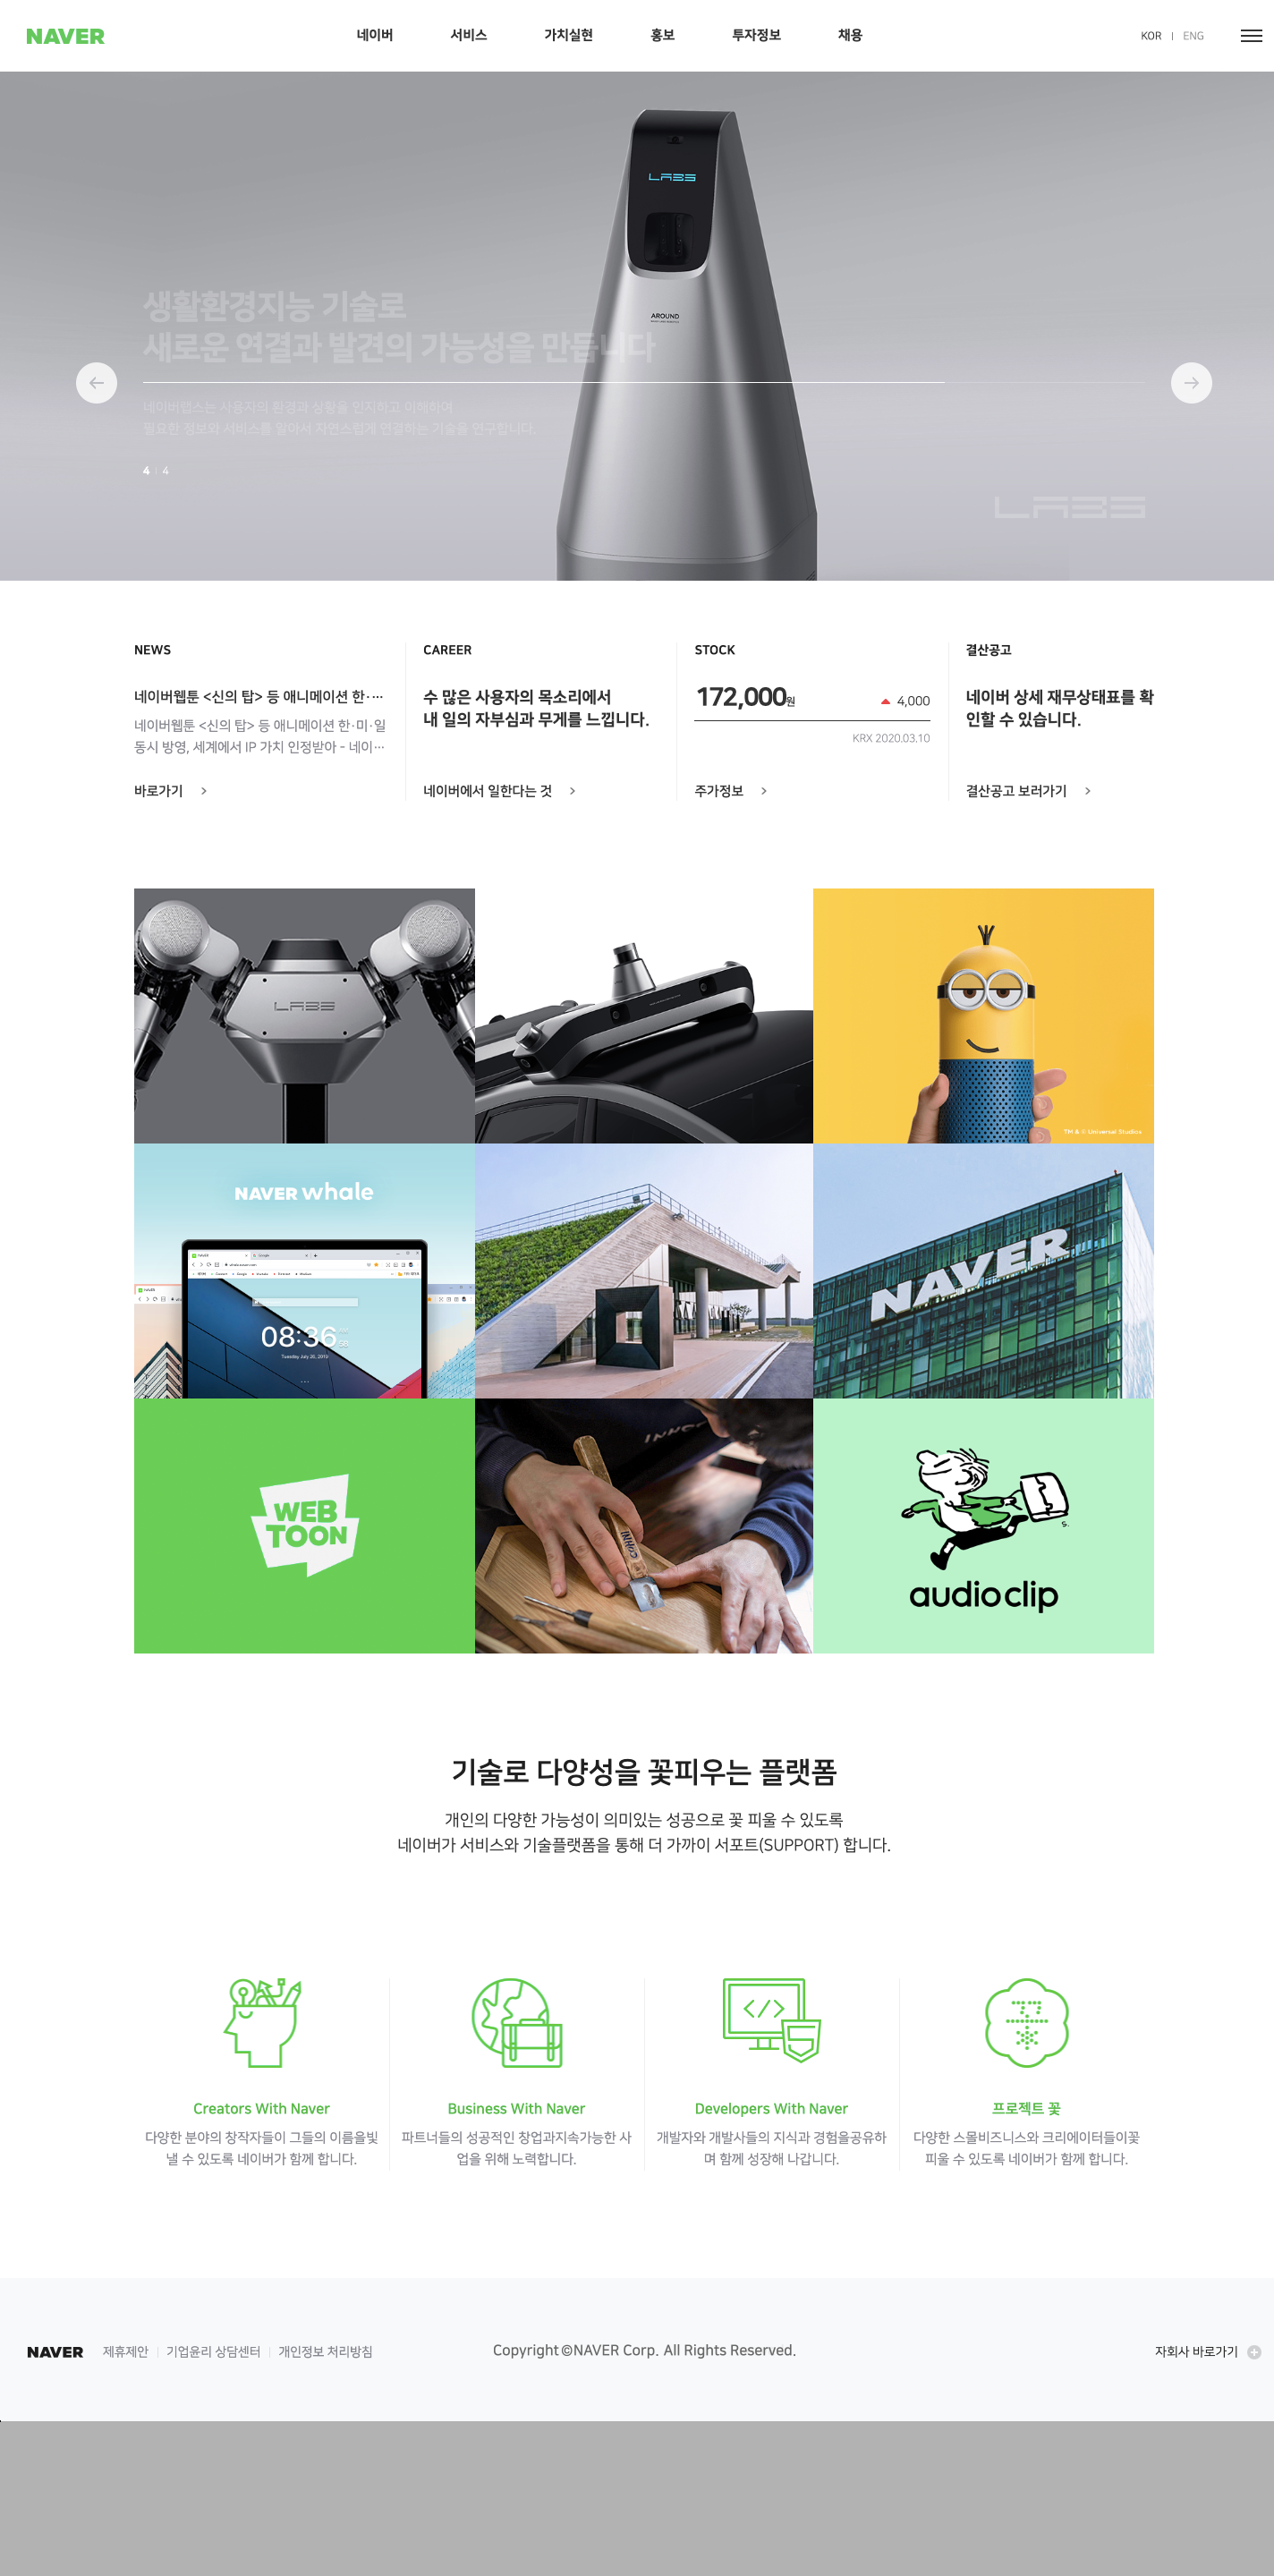 NAVER
네이버 서비스 가치실현 홍보 투자정보 채용
KOR | ENG
LABS
AROUND
생활환경지능 기술로
새로운 연결과 발견의 가능성을 만듭니다
네이버랩스는 사용자의 환경과 상황을 인지하고 이해하여
필요한 정보와 서비스를 알아서 자연스럽게 연결하는 기술을 연구합니다.
4 | 4
LABS
NEWS
네이버웹툰 <신의 탑> 등 애니메이션 한·…
네이버웹툰 <신의 탑> 등 애니메이션 한·미·일
동시 방영, 세계에서 IP 가치 인정받아 - 네이…
바로가기
CAREER
수 많은 사용자의 목소리에서
내 일의 자부심과 무게를 느낍니다.
네이버에서 일한다는 것
STOCK
172,000원 4,000
KRX 2020.03.10
주가정보
결산공고
네이버 상세 재무상태표를 확
인할 수 있습니다.
결산공고 보러가기
LABS
TM & © Universal Studios
NAVER whale
08:36
Tuesday July 20, 2019
NAVER
WEB
TOON
audioclip
기술로 다양성을 꽃피우는 플랫폼
개인의 다양한 가능성이 의미있는 성공으로 꽃 피울 수 있도록
네이버가 서비스와 기술플랫폼을 통해 더 가까이 서포트(SUPPORT) 합니다.
Creators With Naver
다양한 분야의 창작자들이 그들의 이름을빛
낼 수 있도록 네이버가 함께 합니다.
Business With Naver
파트너들의 성공적인 창업과지속가능한 사
업을 위해 노력합니다.
Developers With Naver
개발자와 개발사들의 지식과 경험을공유하
며 함께 성장해 나갑니다.
프로젝트 꽃
다양한 스몰비즈니스와 크리에이터들이꽃
피울 수 있도록 네이버가 함께 합니다.
NAVER 제휴제안 | 기업윤리 상담센터 | 개인정보 처리방침
Copyright ©NAVER Corp. All Rights Reserved.
자회사 바로가기